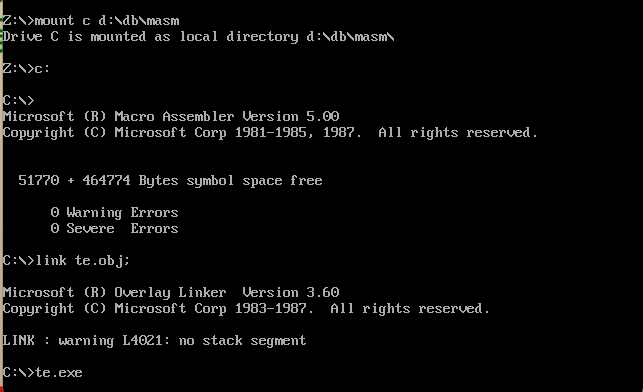 Z:\>mount c d:\db\masm
Drive C is mounted as local directory d:\db\masm\
Z:\>c:
C:\>
Microsoft (R) Macro Assembler Version 5.00
Copyright (C) Microsoft Corp 1981-1985, 1987.  All rights reserved.
51770 + 464774 Bytes symbol space free
0 Warning Errors
0 Severe  Errors
C:\>link te.obj;
Microsoft (R) Overlay Linker  Version 3.60
Copyright (C) Microsoft Corp 1983-1987.  All rights reserved.
LINK : warning L4021: no stack segment
C:\>te.exe